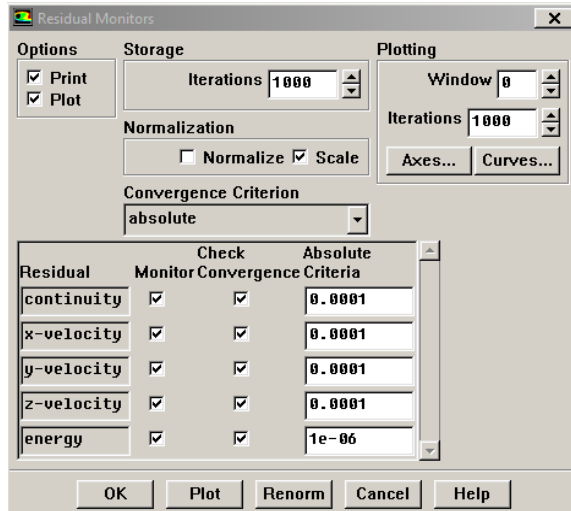 Residual Monitors
Options
Print
Plot
Storage
Iterations 1000
Normalization
Normalize Scale
Convergence Criterion
absolute
Plotting
Window 0
Iterations 1000
Axes... Curves...
Residual Monitor Check Convergence Absolute Criteria
continuity 0.0001
x-velocity 0.0001
y-velocity 0.0001
z-velocity 0.0001
energy 1e-06
OK Plot Renorm Cancel Help